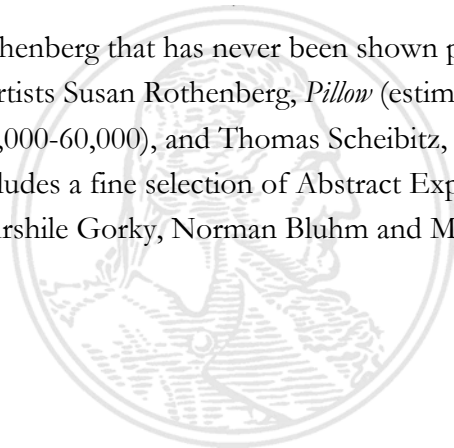 henberg that has never been shown p
rtists Susan Rothenberg, Pillow (estim
,000-60,000), and Thomas Scheibitz,
ludes a fine selection of Abstract Exp
rshile Gorky, Norman Bluhm and M